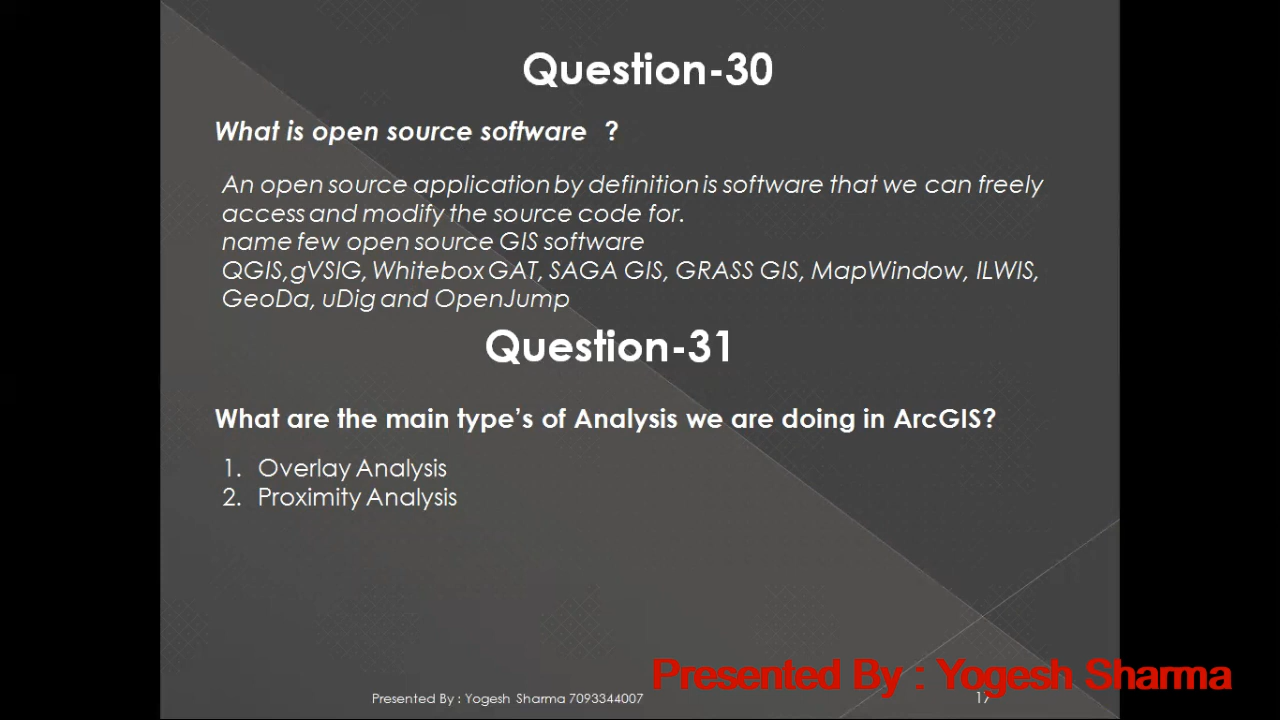 Question-30
What is open source software ?
An open source application by definition is software that we can freely
access and modify the source code for.
name few open source GIS software
QGIS,gVSIG, Whitebox GAT, SAGA GIS, GRASS GIS, MapWindow, ILWIS,
GeoDa, uDig and OpenJump
Question-31
What are the main type’s of Analysis we are doing in ArcGIS?
1. Overlay Analysis
2. Proximity Analysis
Presented By : Yogesh Sharma
Presented By : Yogesh Sharma 7093344007
17